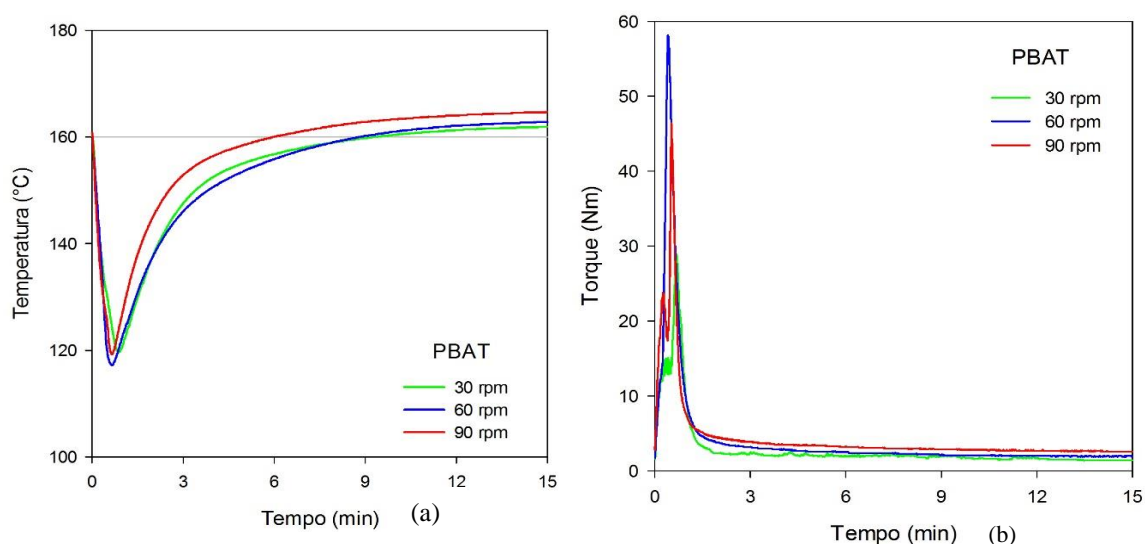 180
160
140
120
100
Temperatura (°C)
PBAT
30 rpm
60 rpm
90 rpm
0
3
6
9
12
15
Tempo (min)
(a)
60
50
40
30
20
10
0
Torque (Nm)
PBAT
30 rpm
60 rpm
90 rpm
0
3
6
9
12
15
Tempo (min)
(b)